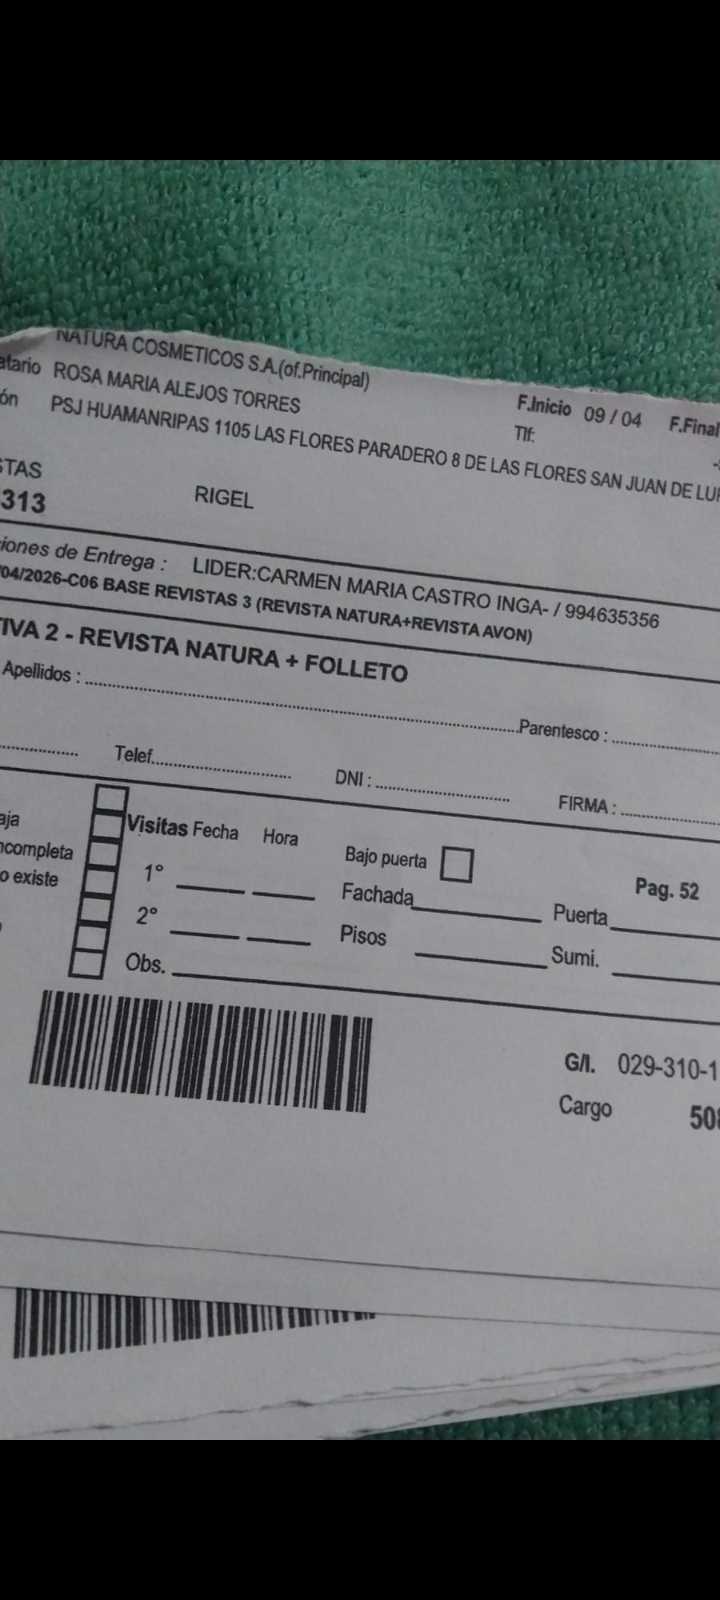 NATURA COSMETICOS S.A.(of.Principal)
atario ROSA MARIA ALEJOS TORRES F.Inicio 09 / 04 F.Final
ón PSJ HUAMANRIPAS 1105 LAS FLORES PARADERO 8 DE LAS FLORES SAN JUAN DE LUR
Tlf:
STAS
313 RIGEL
ciones de Entrega : LIDER:CARMEN MARIA CASTRO INGA- / 994635356
04/2026-C06 BASE REVISTAS 3 (REVISTA NATURA+REVISTA AVON)
TIVA 2 - REVISTA NATURA + FOLLETO
Apellidos : Parentesco :
Telef. DNI : FIRMA :
aja Visitas Fecha Hora Bajo puerta Pag. 52
ncompleta 1° Fachada Puerta
o existe 2° Pisos Sumi.
Obs.
G/I. 029-310-1
Cargo 508